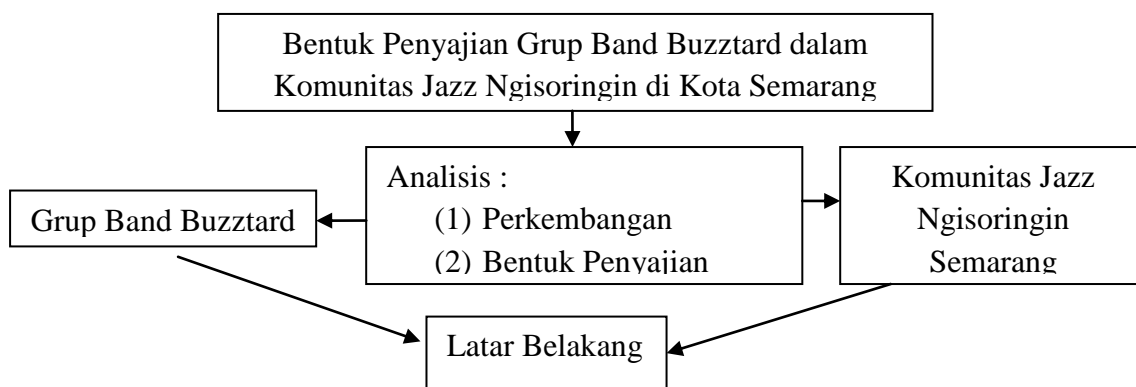 Bentuk Penyajian Grup Band Buzztard dalam
Komunitas Jazz Ngisoringin di Kota Semarang
Analisis :
(1) Perkembangan
(2) Bentuk Penyajian
Grup Band Buzztard
Komunitas Jazz
Ngisoringin
Semarang
Latar Belakang